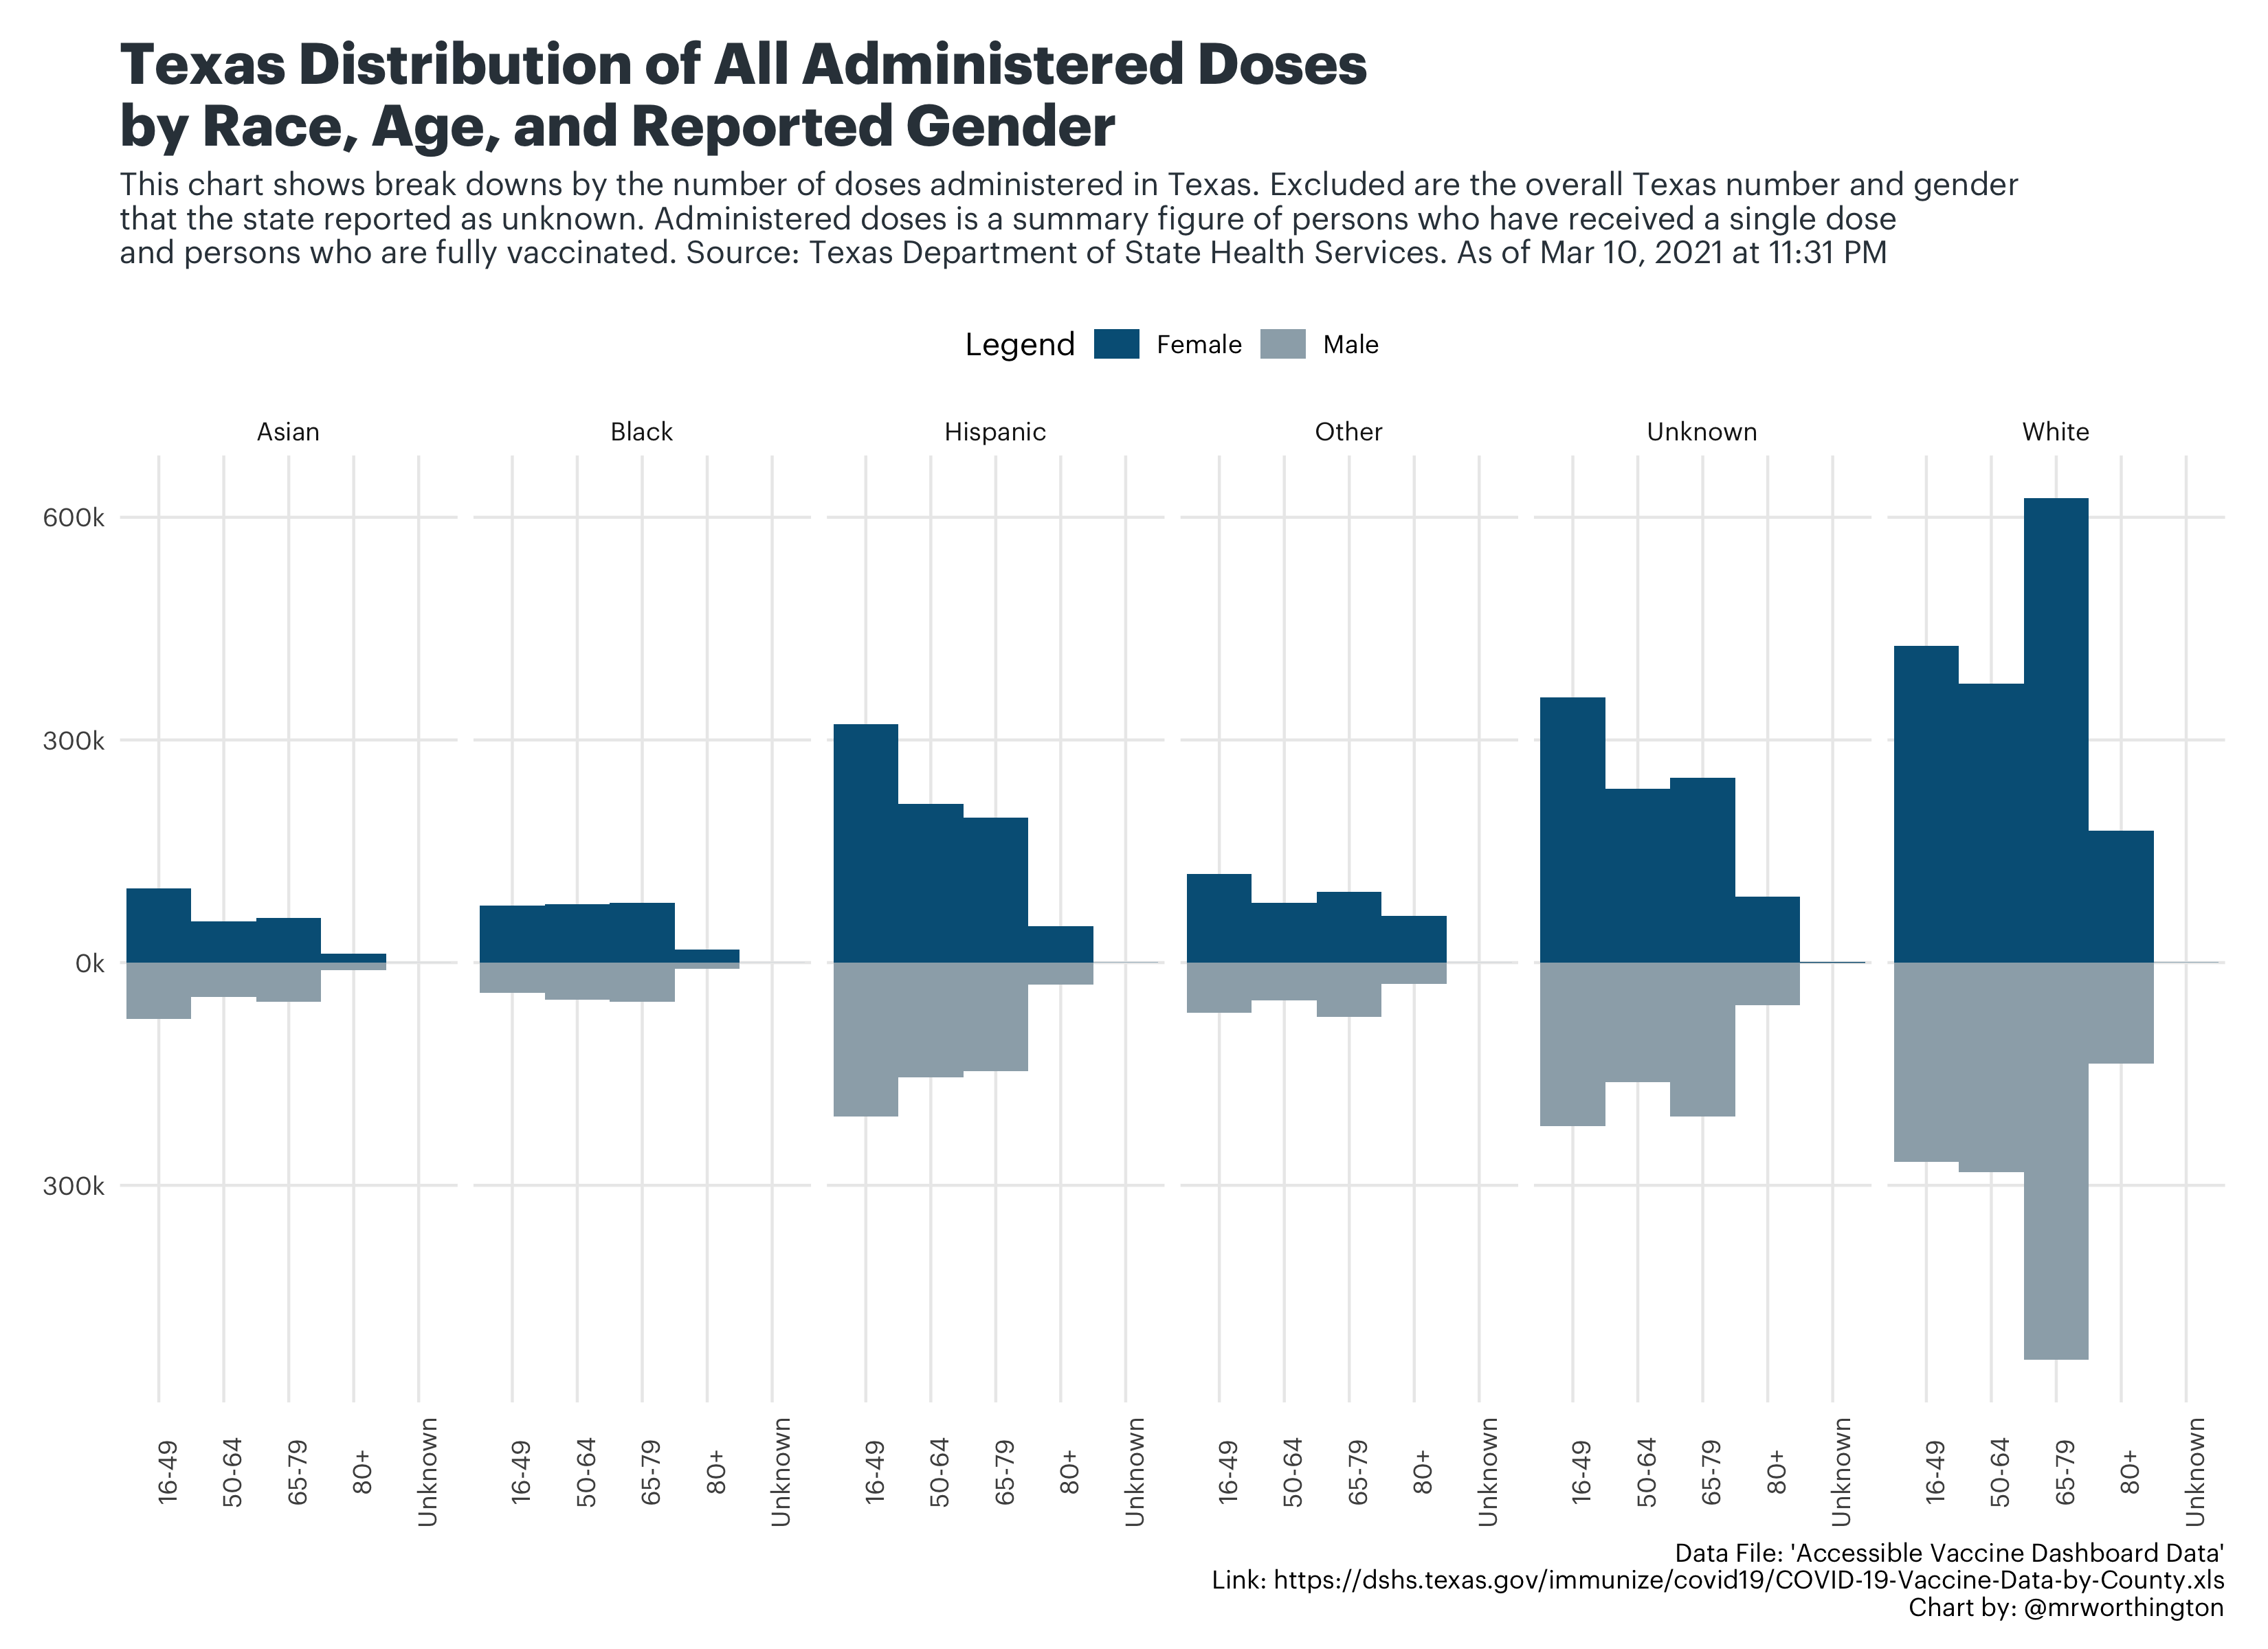 Texas Distribution of All Administered Doses
by Race, Age, and Reported Gender
This chart shows break downs by the number of doses administered in Texas. Excluded are the overall Texas number and gender
that the state reported as unknown. Administered doses is a summary figure of persons who have received a single dose
and persons who are fully vaccinated. Source: Texas Department of State Health Services. As of Mar 10, 2021 at 11:31 PM
Legend Female Male
Asian Black Hispanic Other Unknown White
600k
300k
0k
300k
16-49 50-64 65-79 80+ Unknown 16-49 50-64 65-79 80+ Unknown 16-49 50-64 65-79 80+ Unknown 16-49 50-64 65-79 80+ Unknown 16-49 50-64 65-79 80+ Unknown 16-49 50-64 65-79 80+ Unknown
Data File: 'Accessible Vaccine Dashboard Data'
Link: https://dshs.texas.gov/immunize/covid19/COVID-19-Vaccine-Data-by-County.xls
Chart by: @mrworthington